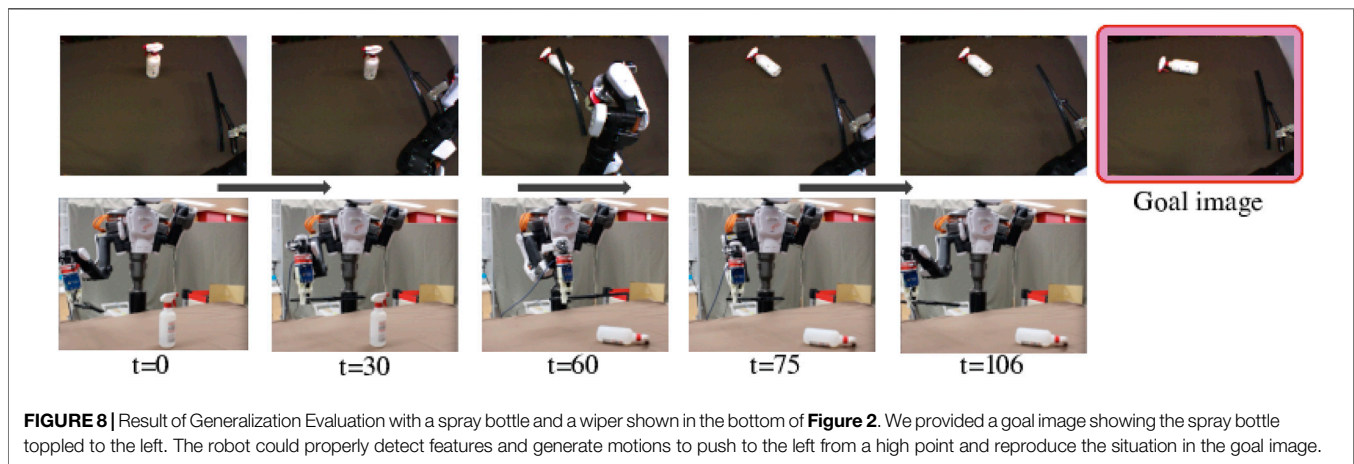 Goal image
t=0 t=30 t=60 t=75 t=106
FIGURE 8 | Result of Generalization Evaluation with a spray bottle and a wiper shown in the bottom of Figure 2. We provided a goal image showing the spray bottle
toppled to the left. The robot could properly detect features and generate motions to push to the left from a high point and reproduce the situation in the goal image.